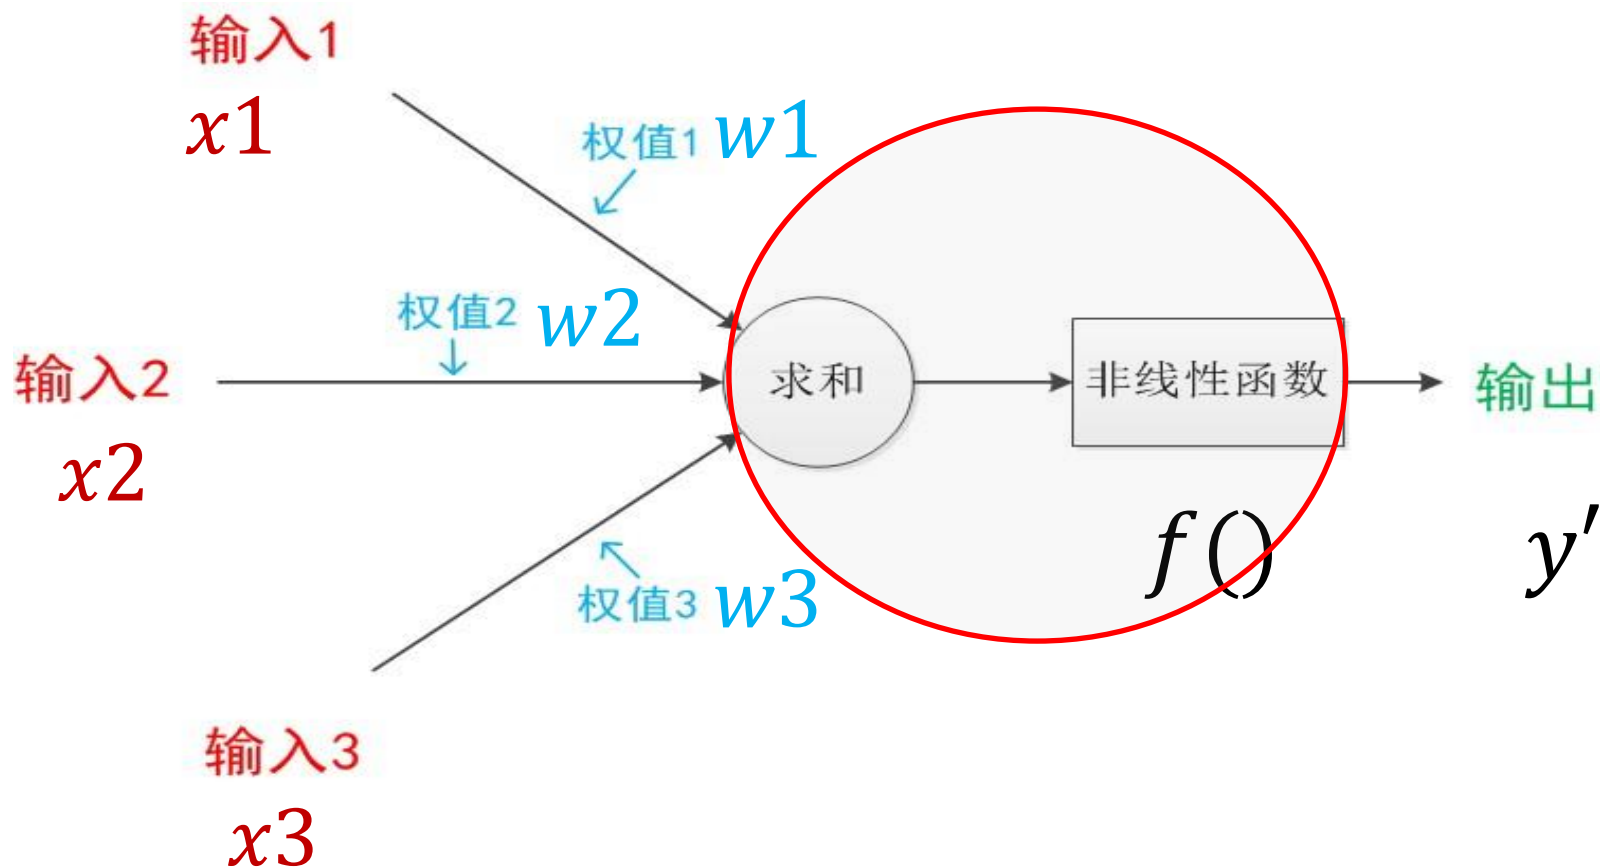 输入1
x1
权值1 w1
权值2 w2
输入2
x2
求和
非线性函数
输出
f()
y′
权值3 w3
输入3
x3